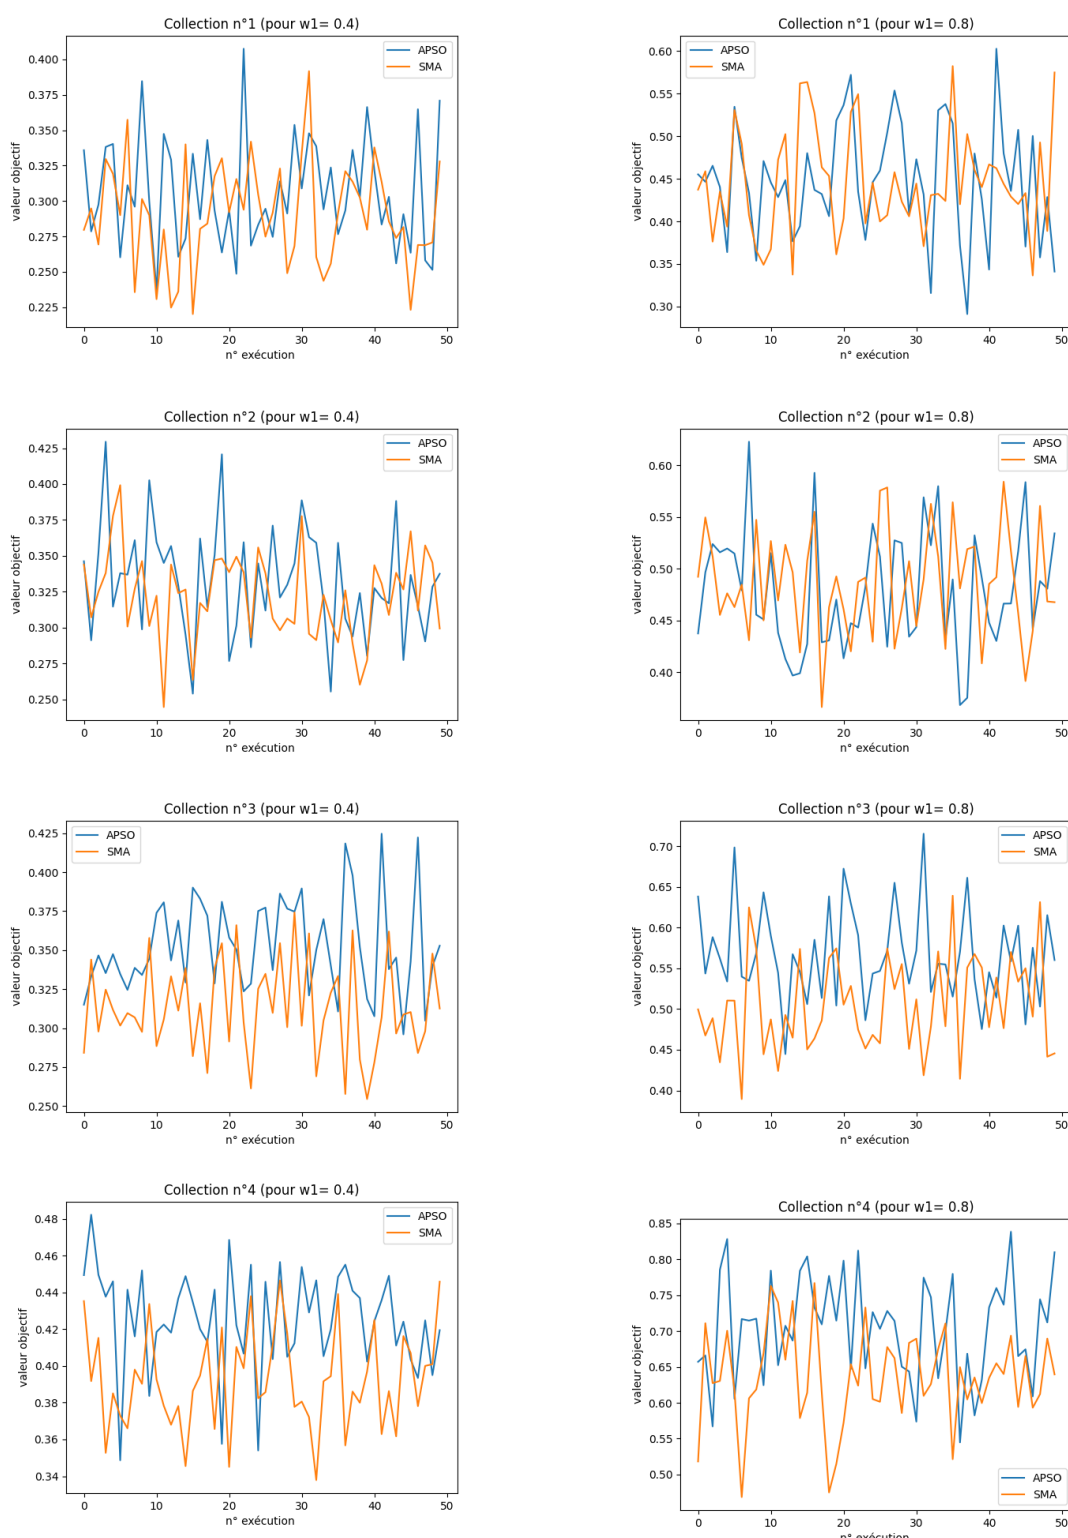 Collection n°1 (pour w1= 0.4)
APSO
SMA
valeur objectif
0.400
0.375
0.350
0.325
0.300
0.275
0.250
0.225
0 10 20 30 40 50
n° exécution
Collection n°1 (pour w1= 0.8)
APSO
SMA
valeur objectif
0.60
0.55
0.50
0.45
0.40
0.35
0.30
0 10 20 30 40 50
n° exécution
Collection n°2 (pour w1= 0.4)
APSO
SMA
valeur objectif
0.425
0.400
0.375
0.350
0.325
0.300
0.275
0.250
0 10 20 30 40 50
n° exécution
Collection n°2 (pour w1= 0.8)
APSO
SMA
valeur objectif
0.60
0.55
0.50
0.45
0.40
0 10 20 30 40 50
n° exécution
Collection n°3 (pour w1= 0.4)
APSO
SMA
valeur objectif
0.425
0.400
0.375
0.350
0.325
0.300
0.275
0.250
0 10 20 30 40 50
n° exécution
Collection n°3 (pour w1= 0.8)
APSO
SMA
valeur objectif
0.70
0.65
0.60
0.55
0.50
0.45
0.40
0 10 20 30 40 50
n° exécution
Collection n°4 (pour w1= 0.4)
APSO
SMA
valeur objectif
0.48
0.46
0.44
0.42
0.40
0.38
0.36
0.34
0 10 20 30 40 50
n° exécution
Collection n°4 (pour w1= 0.8)
APSO
SMA
valeur objectif
0.85
0.80
0.75
0.70
0.65
0.60
0.55
0.50
0 10 20 30 40 50
n° exécution